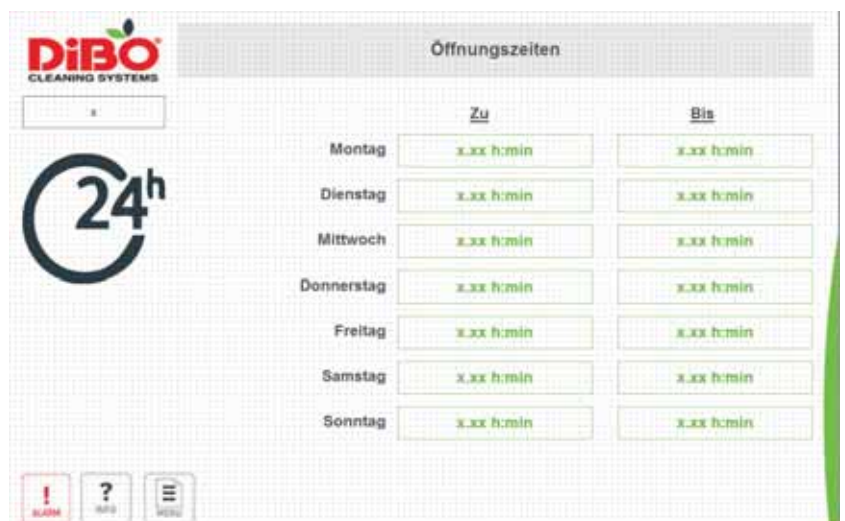 DiBO
CLEANING SYSTEMS
Öffnungszeiten
x
Zu Bis
24h
Montag x.xx h:min x.xx h:min
Dienstag x.xx h:min x.xx h:min
Mittwoch x.xx h:min x.xx h:min
Donnerstag x.xx h:min x.xx h:min
Freitag x.xx h:min x.xx h:min
Samstag x.xx h:min x.xx h:min
Sonntag x.xx h:min x.xx h:min
! ? 
ALARM INFO MENU